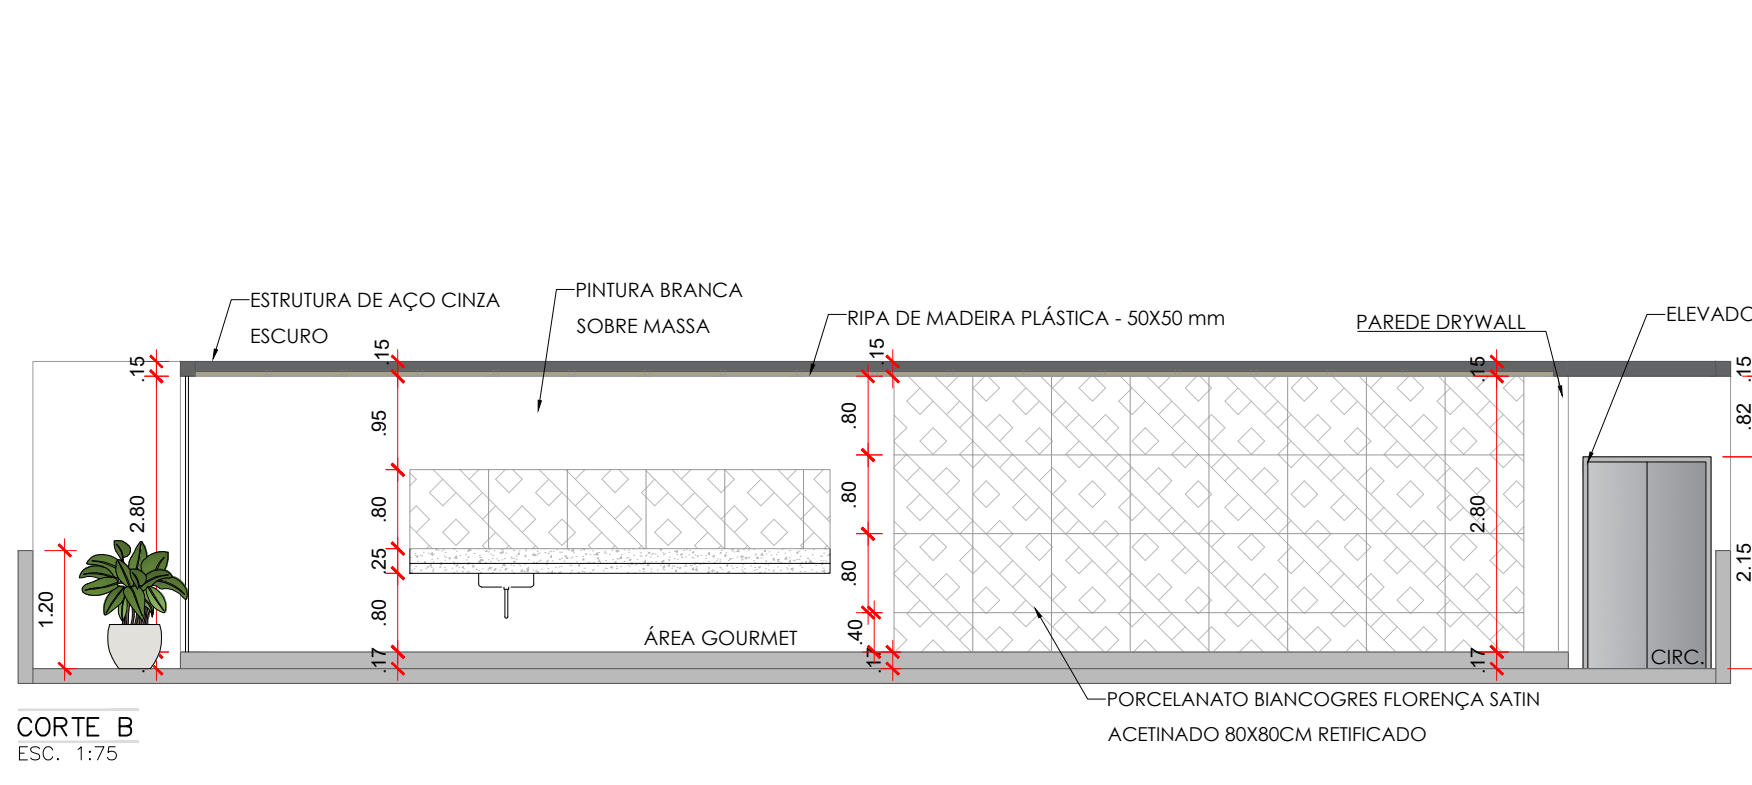 ESTRUTURA DE AÇO CINZA
ESCURO
PINTURA BRANCA
SOBRE MASSA
RIPA DE MADEIRA PLÁSTICA - 50X50 mm
PAREDE DRYWALL
ELEVADO
.15
.15
.15
.15
.15
.95
.80
.82
2.80
.80
.80
2.80
.25
.80
2.15
1.20
.80
.40
ÁREA GOURMET
CIRC.
.17
.17
.17
PORCELANATO BIANCOGRES FLORENÇA SATIN
ACETINADO 80X80CM RETIFICADO
CORTE B
ESC. 1:75